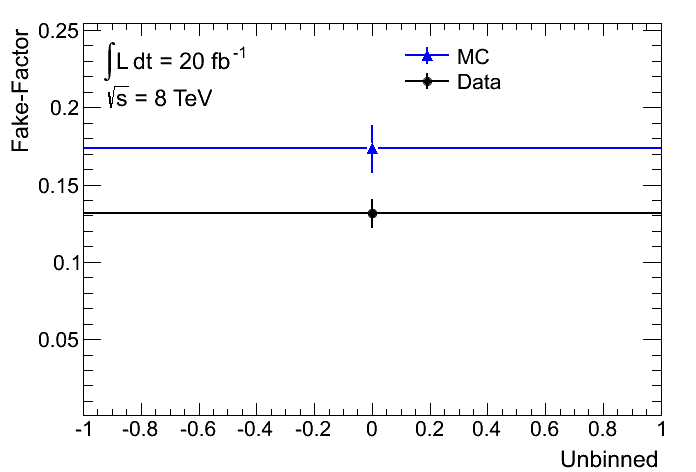 0.25
0.2
0.15
0.1
0.05
Fake-Factor
∫L dt = 20 fb⁻¹
√s = 8 TeV
MC
Data
-1 -0.8 -0.6 -0.4 -0.2 0 0.2 0.4 0.6 0.8 1
Unbinned